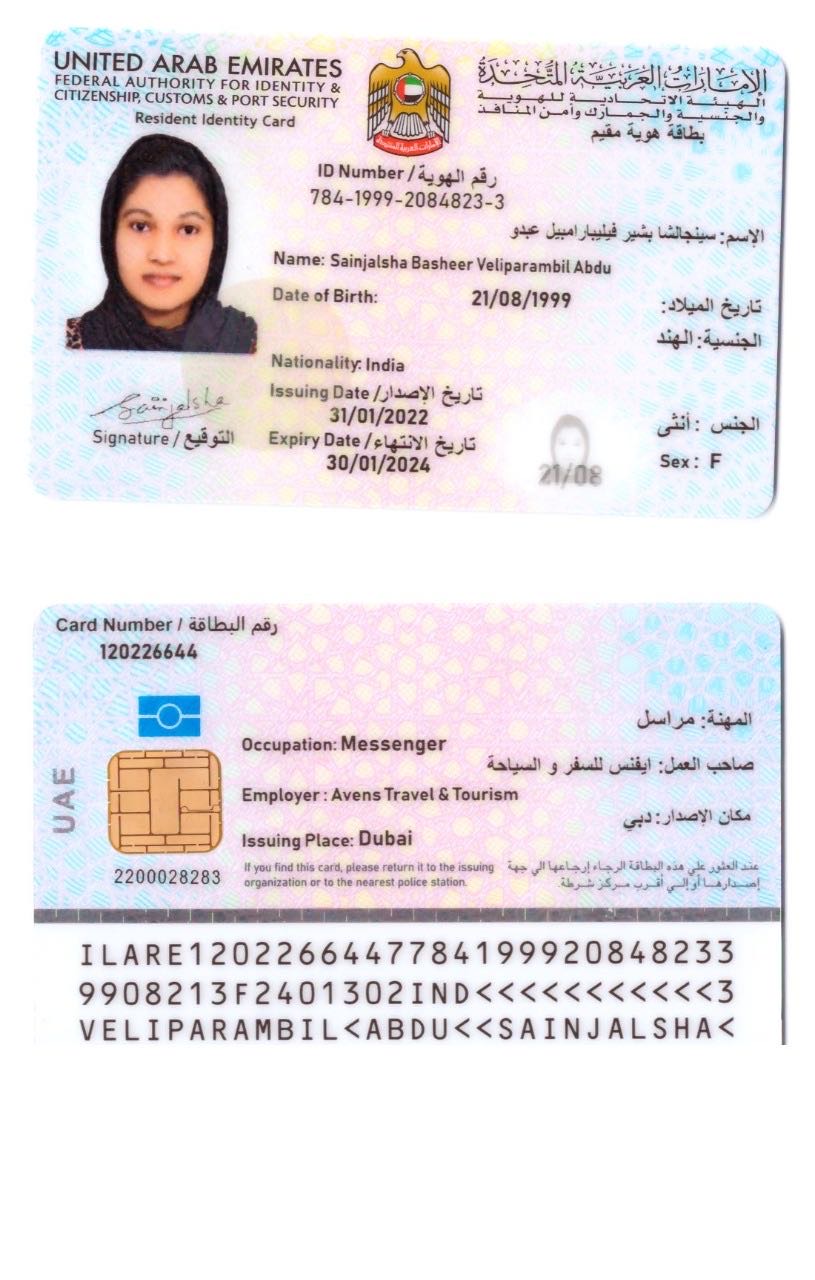 UNITED ARAB EMIRATES
FEDERAL AUTHORITY FOR IDENTITY &
CITIZENSHIP, CUSTOMS & PORT SECURITY
Resident Identity Card
الإمارات العربية المتحدة
الهيئة الاتحادية للهوية
والجنسية والجمارك وأمن المنافذ
بطاقة هوية مقيم
ID Number / رقم الهوية
784-1999-2084823-3
الإسم: سينجالشا بشير فيليبارامبيل عبدو
Name: Sainjalsha Basheer Veliparambil Abdu
Date of Birth: 21/08/1999 تاريخ الميلاد:
الجنسية: الهند
Nationality: India
Issuing Date / تاريخ الإصدار
31/01/2022
Expiry Date / تاريخ الانتهاء
30/01/2024
Sainjalsha
Signature / التوقيع
الجنس : أنثى
Sex : F
21/08
Card Number / رقم البطاقة
120226644
المهنة: مراسل
Occupation: Messenger
صاحب العمل: ايفنس للسفر و السياحة
Employer : Avens Travel & Tourism
مكان الإصدار: دبي
Issuing Place: Dubai
UAE
2200028283
If you find this card, please return it to the issuing
organization or to the nearest police station.
عند العثور علي هذه البطاقة الرجاء إرجاعها الي جهة
إصدارها أو إلي أقرب مركز شرطة.
ILARE1202266447784199920848233
9908213F2401302IND<<<<<<<<<<<3
VELIPARAMBIL<ABDU<<SAINJALSHA<